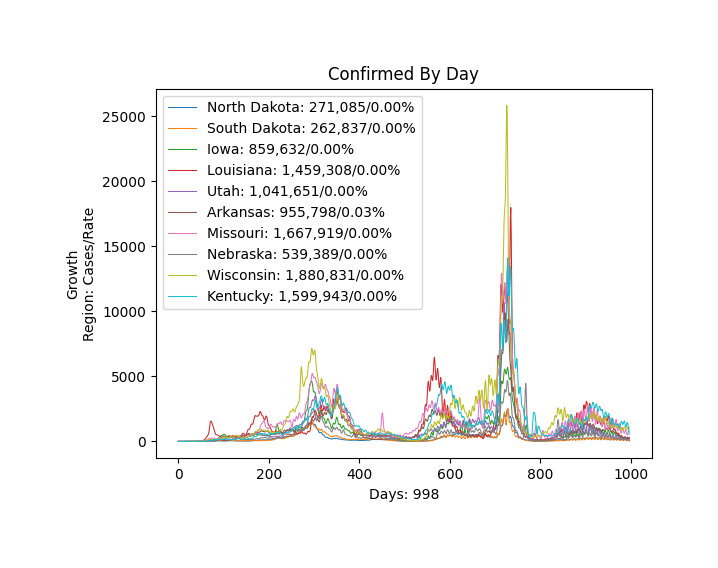 Confirmed By Day
Growth
Region: Cases/Rate
25000
20000
15000
10000
5000
0
North Dakota: 271,085/0.00%
South Dakota: 262,837/0.00%
Iowa: 859,632/0.00%
Louisiana: 1,459,308/0.00%
Utah: 1,041,651/0.00%
Arkansas: 955,798/0.03%
Missouri: 1,667,919/0.00%
Nebraska: 539,389/0.00%
Wisconsin: 1,880,831/0.00%
Kentucky: 1,599,943/0.00%
0 200 400 600 800 1000
Days: 998